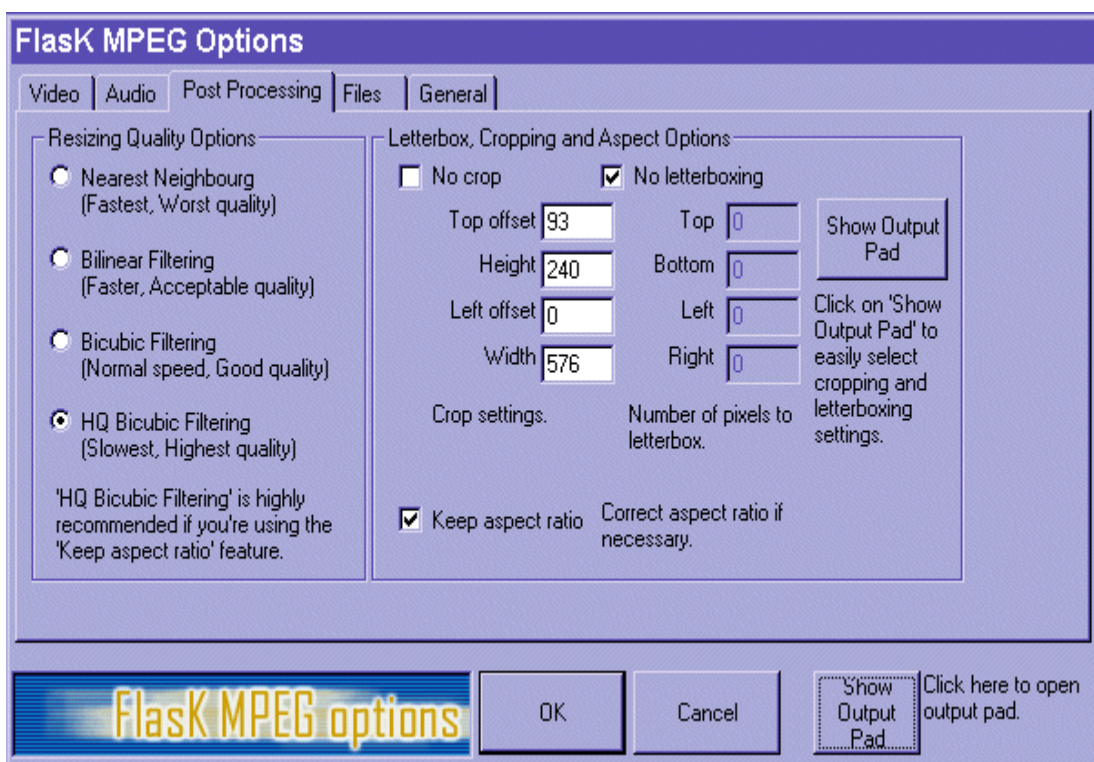 FlasK MPEG Options
Video
Audio
Post Processing
Files
General
Resizing Quality Options
Nearest Neighbourg
(Fastest, Worst quality)
Bilinear Filtering
(Faster, Acceptable quality)
Bicubic Filtering
(Normal speed, Good quality)
HQ Bicubic Filtering
(Slowest, Highest quality)
'HQ Bicubic Filtering' is highly
recommended if you're using the
'Keep aspect ratio' feature.
Letterbox, Cropping and Aspect Options
No crop
No letterboxing
Top offset 93
Height 240
Left offset 0
Width 576
Crop settings.
Top 0
Bottom 0
Left 0
Right 0
Number of pixels to
letterbox.
Show Output
Pad
Click on 'Show
Output Pad' to
easily select
cropping and
letterboxing
settings.
Keep aspect ratio
Correct aspect ratio if
necessary.
FlasK MPEG options
OK
Cancel
Show
Output
Pad
Click here to open
output pad.